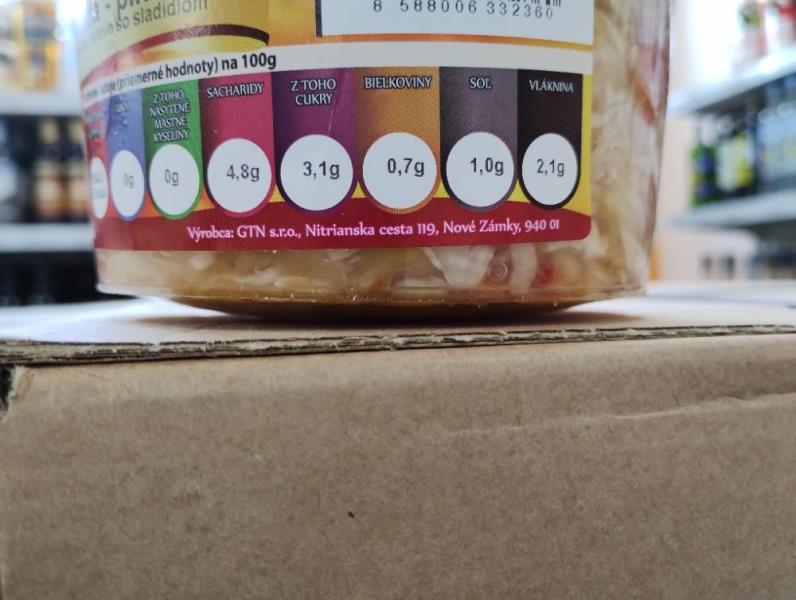 so sladidlom
8 588006 332360
(priemerné hodnoty) na 100g
TUKY
Z TOHO
NASÝTENÉ
MASTNÉ
KYSELINY
SACHARIDY
Z TOHO
CUKRY
BIELKOVINY
SOĽ
VLÁKNINA
0g
0g
4,8g
3,1g
0,7g
1,0g
2,1g
Výrobca: GTN s.r.o., Nitrianska cesta 119, Nové Zámky, 940 01